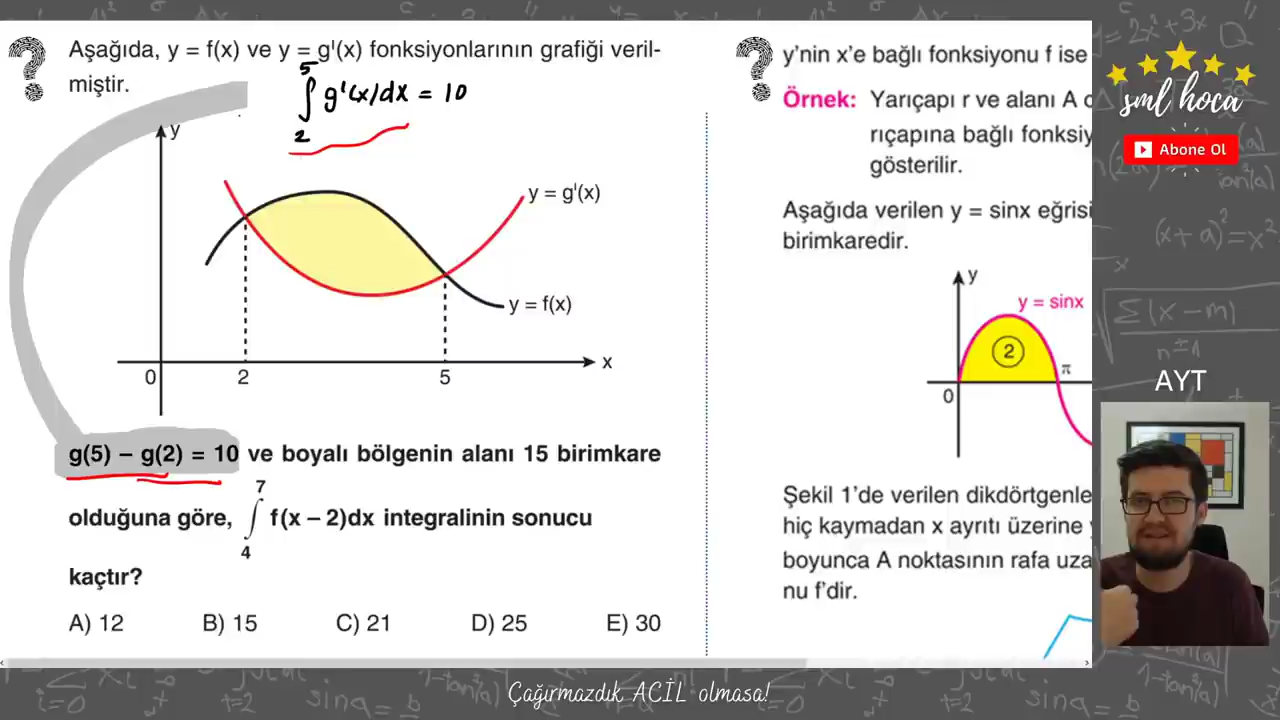 Aşağıda, y = f(x) ve y = g'(x) fonksiyonlarının grafiği veril-
miştir.
5
∫ g'(x)dx = 10
2
y
y = g'(x)
y = f(x)
x
0
2
5
g(5) – g(2) = 10 ve boyalı bölgenin alanı 15 birimkare
7
olduğuna göre, ∫ f(x – 2)dx integralinin sonucu
4
kaçtır?
A) 12 B) 15 C) 21 D) 25 E) 30
y'nin x'e bağlı fonksiyonu f ise
Örnek: Yarıçapı r ve alanı A
rıçapına bağlı fonksiy
gösterilir.
Aşağıda verilen y = sinx eğrisi
birimkaredir.
y
y = sinx
2
π
0
Şekil 1'de verilen dikdörtgenle
hiç kaymadan x ayrıtı üzerine
boyunca A noktasının rafa uza
nu f'dir.
sml hoca
Abone Ol
(x + a)² = x²
AYT
Çağırmazdık ACİL olmasa!